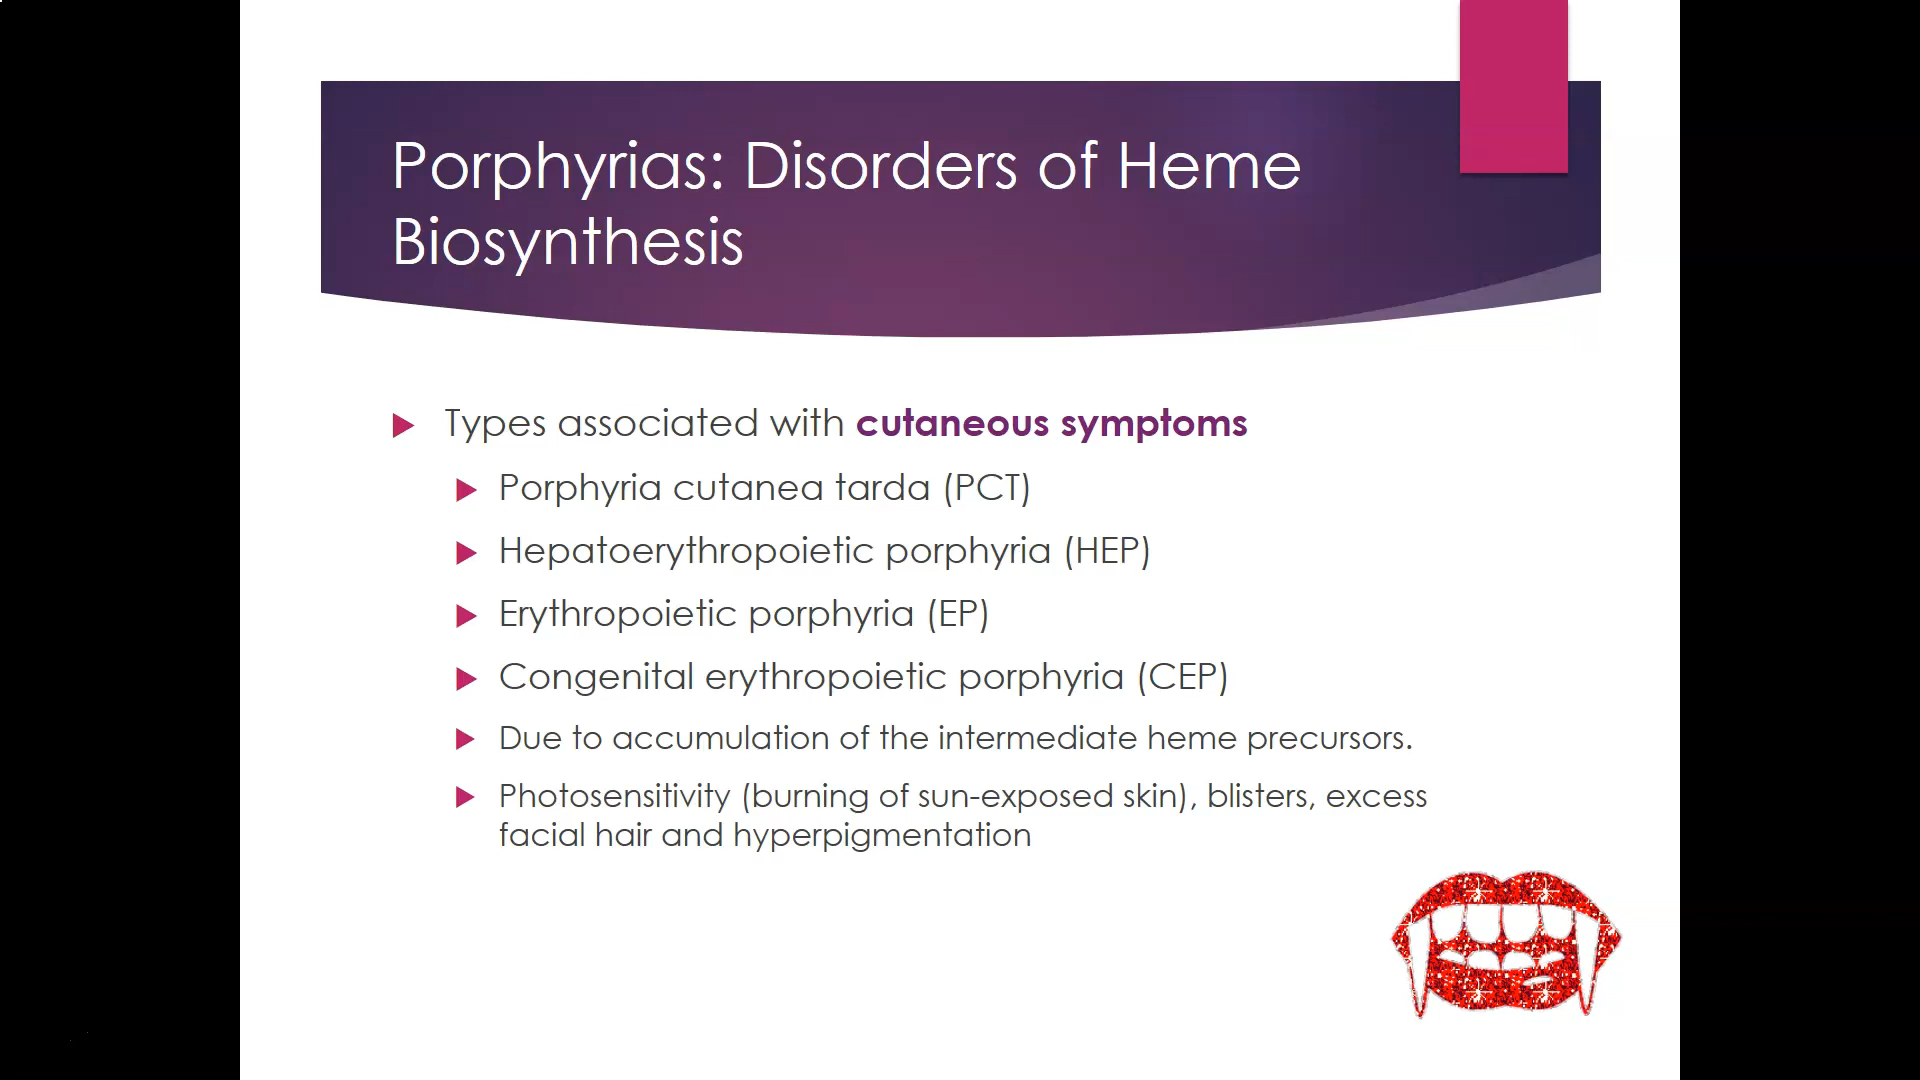 Porphyrias: Disorders of Heme
Biosynthesis
Types associated with cutaneous symptoms
Porphyria cutanea tarda (PCT)
Hepatoerythropoietic porphyria (HEP)
Erythropoietic porphyria (EP)
Congenital erythropoietic porphyria (CEP)
Due to accumulation of the intermediate heme precursors.
Photosensitivity (burning of sun-exposed skin), blisters, excess
facial hair and hyperpigmentation